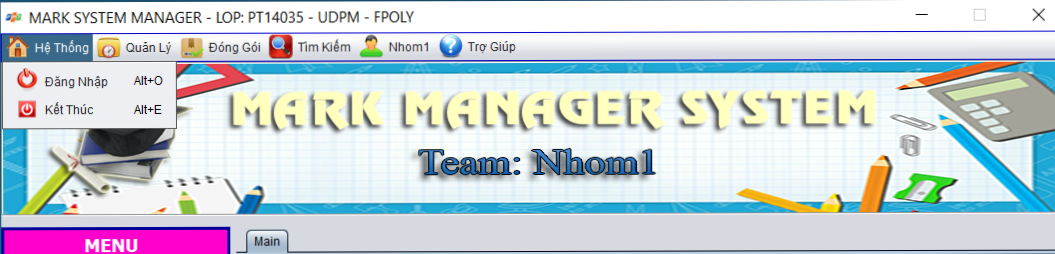 MARK SYSTEM MANAGER - LOP: PT14035 - UDPM - FPOLY
Hệ Thống Quản Lý Đóng Gói Tìm Kiếm Nhom1 Trợ Giúp
Đăng Nhập Alt+O
Kết Thúc Alt+E
MARK MANAGER SYSTEM
Team: Nhom1
MENU
Main